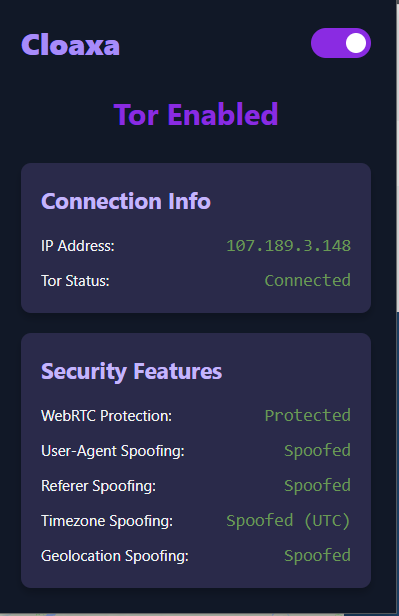 Cloaxa
Tor Enabled
Connection Info
IP Address: 107.189.3.148
Tor Status: Connected
Security Features
WebRTC Protection: Protected
User-Agent Spoofing: Spoofed
Referer Spoofing: Spoofed
Timezone Spoofing: Spoofed (UTC)
Geolocation Spoofing: Spoofed